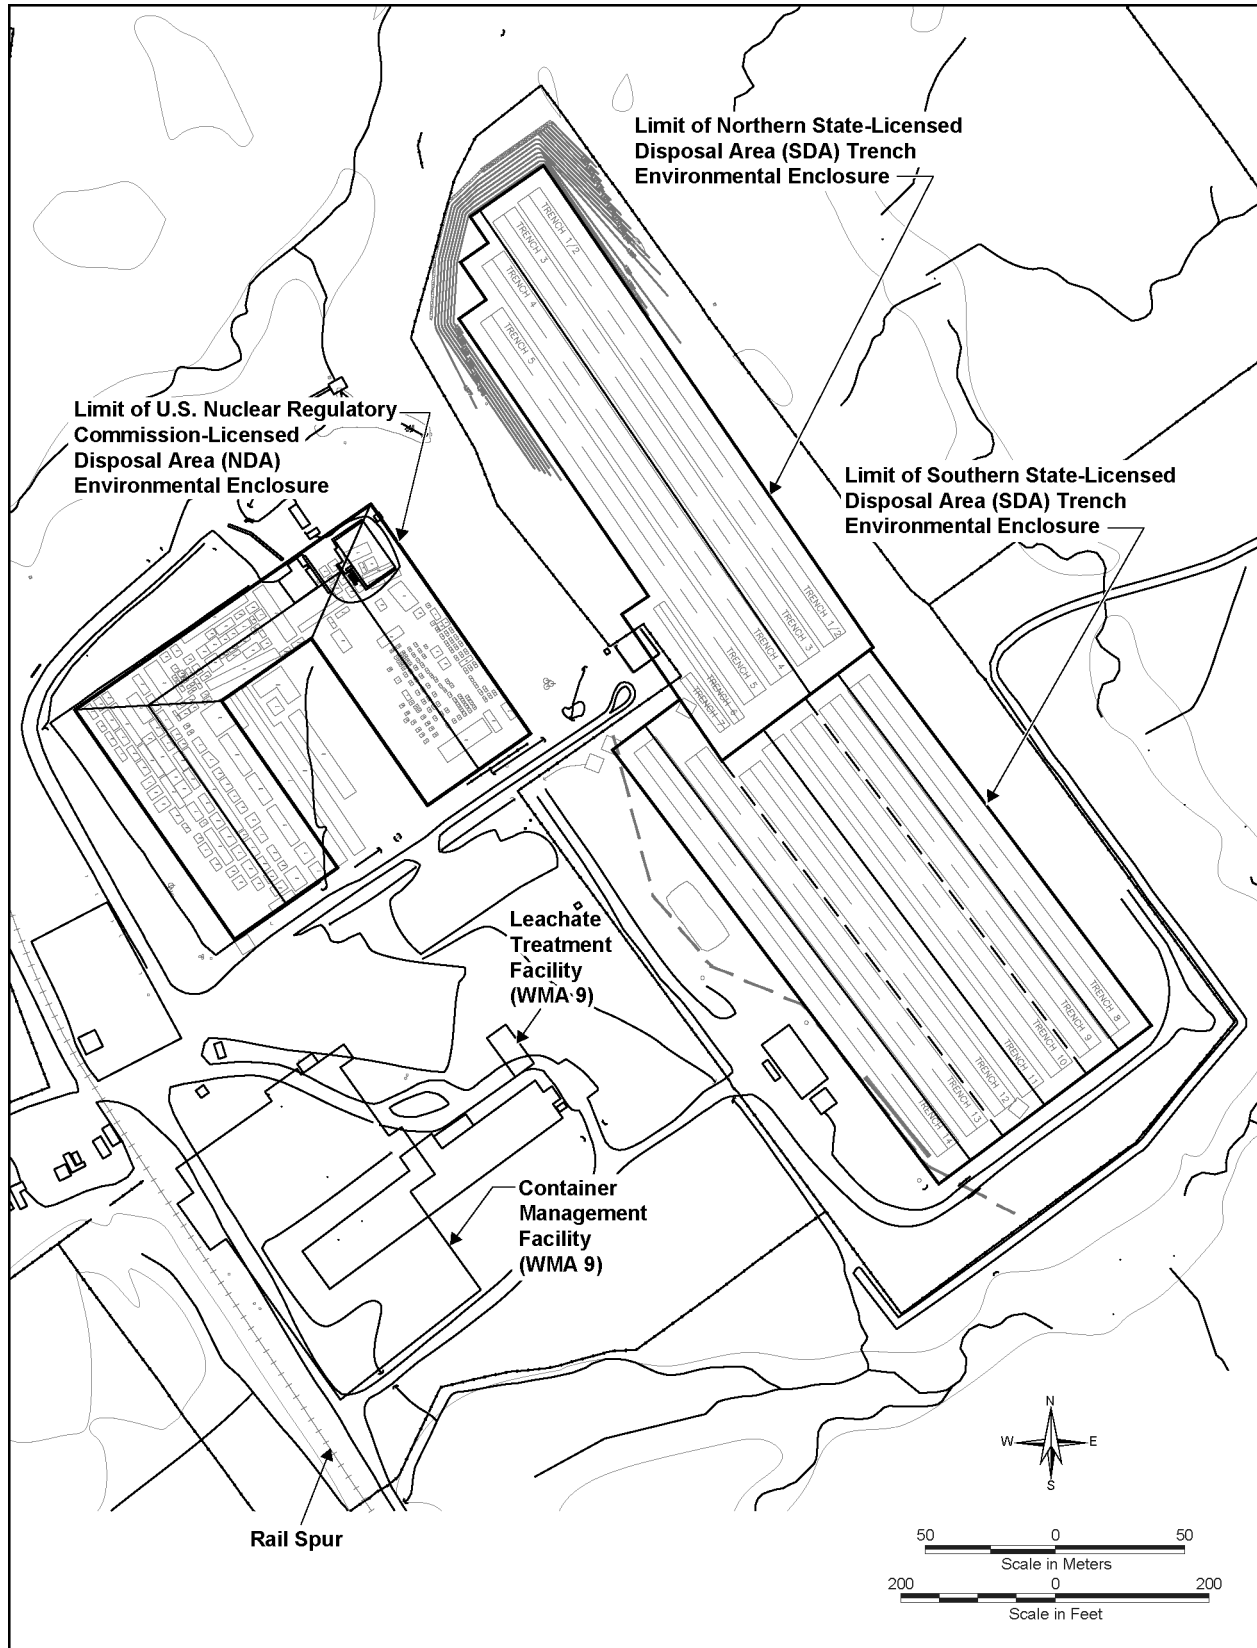 Limit of Northern State-Licensed
Disposal Area (SDA) Trench
Environmental Enclosure
TRENCH 1/2
TRENCH 3
TRENCH 4
TRENCH 5
Limit of U.S. Nuclear Regulatory
Commission-Licensed
Disposal Area (NDA)
Environmental Enclosure
Limit of Southern State-Licensed
Disposal Area (SDA) Trench
Environmental Enclosure
TRENCH 1/2
TRENCH 3
TRENCH 4
TRENCH 5
TRENCH 6
TRENCH 7
Leachate
Treatment
Facility
(WMA 9)
TRENCH 8
TRENCH 9
TRENCH 10
TRENCH 11
TRENCH 12
TRENCH 13
TRENCH 14
Container
Management
Facility
(WMA 9)
Rail Spur
N
W E
S
50 0 50
Scale in Meters
200 0 200
Scale in Feet